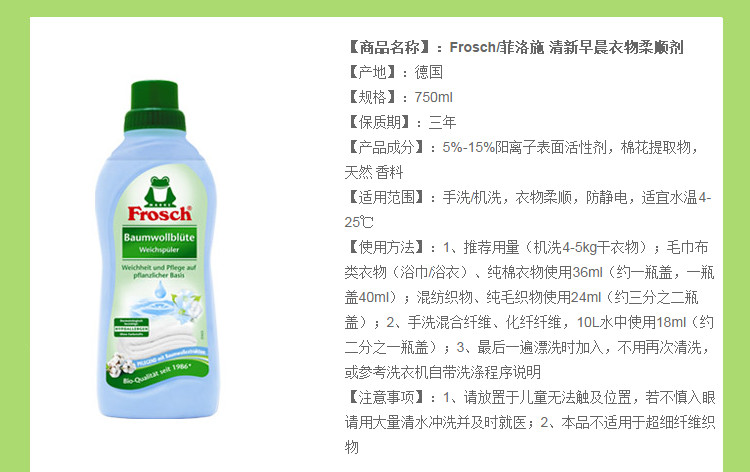 Frosch
Baumwollblüte
Weichspüler
Weichheit und Pflege auf
pflanzlicher Basis
HYPOALLERGEN
PFLEGEND mit Baumwollextrakten
Bio-Qualität seit 1986*
【商品名称】：Frosch/菲洛施 清新早晨衣物柔顺剂
【产地】：德国
【规格】：750ml
【保质期】：三年
【产品成分】：5%-15%阳离子表面活性剂，棉花提取物，
天然 香料
【适用范围】：手洗/机洗，衣物柔顺，防静电，适宜水温4-
25℃
【使用方法】：1、推荐用量（机洗4-5kg干衣物）；毛巾布
类衣物（浴巾/浴衣）、纯棉衣物使用36ml（约一瓶盖，一瓶
盖40ml）；混纺织物、纯毛织物使用24ml（约三分之二瓶
盖）；2、手洗混合纤维、化纤纤维，10L水中使用18ml（约
二分之一瓶盖）；3、最后一遍漂洗时加入，不用再次清洗，
或参考洗衣机自带洗涤程序说明
【注意事项】：1、请放置于儿童无法触及位置，若不慎入眼
请用大量清水冲洗并及时就医；2、本品不适用于超细纤维织
物